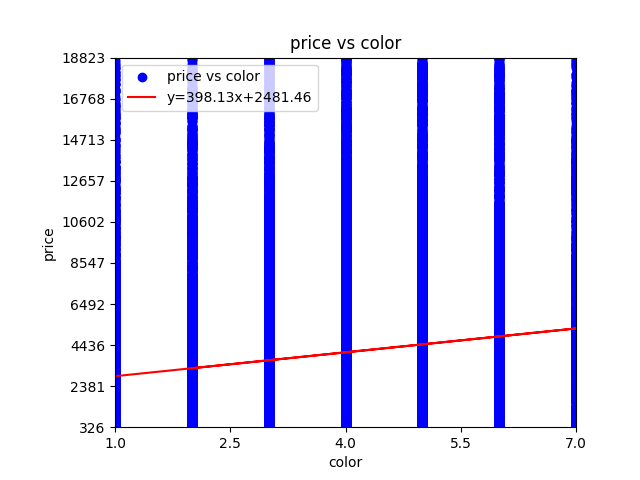 price vs color
18823
16768
14713
12657
10602
8547
6492
4436
2381
326
price
price vs color
y=398.13x+2481.46
1.0 2.5 4.0 5.5 7.0
color